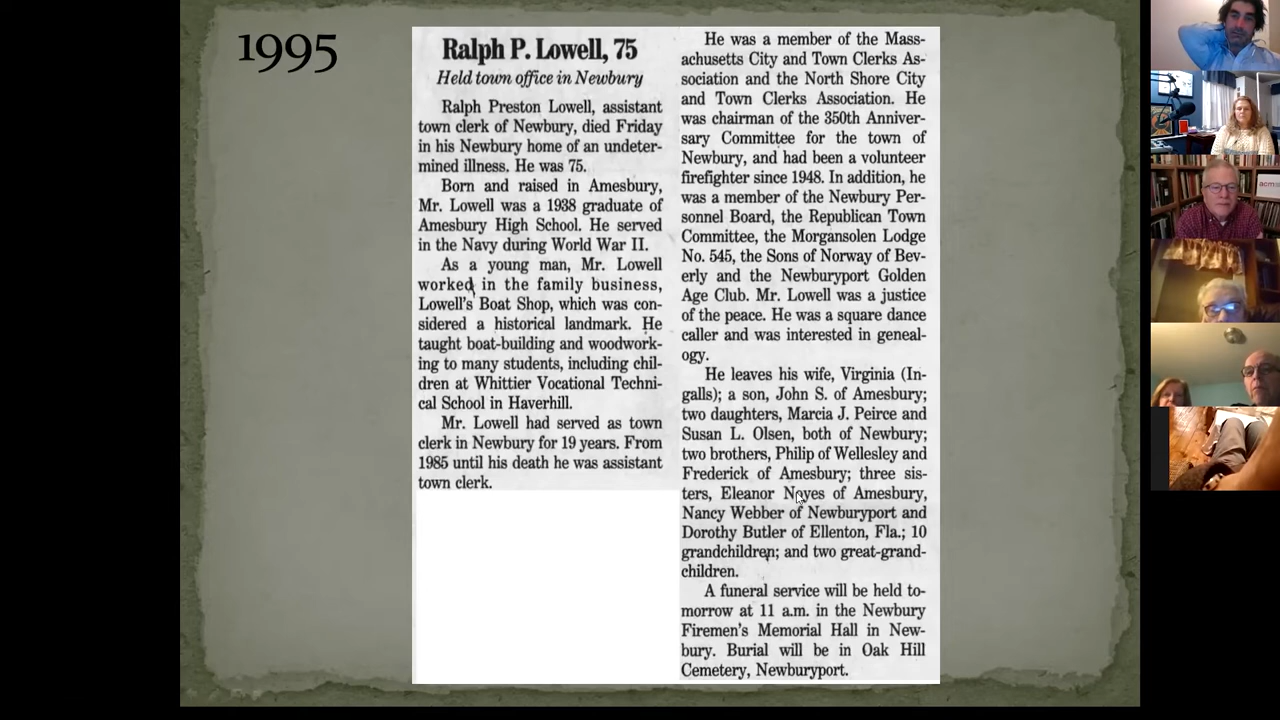 1995
Ralph P. Lowell, 75
Held town office in Newbury
Ralph Preston Lowell, assistant
town clerk of Newbury, died Friday
in his Newbury home of an undeter-
mined illness. He was 75.
Born and raised in Amesbury,
Mr. Lowell was a 1938 graduate of
Amesbury High School. He served
in the Navy during World War II.
As a young man, Mr. Lowell
worked in the family business,
Lowell's Boat Shop, which was con-
sidered a historical landmark. He
taught boat-building and woodwork-
ing to many students, including chil-
dren at Whittier Vocational Techni-
cal School in Haverhill.
Mr. Lowell had served as town
clerk in Newbury for 19 years. From
1985 until his death he was assistant
town clerk.
He was a member of the Mass-
achusetts City and Town Clerks As-
sociation and the North Shore City
and Town Clerks Association. He
was chairman of the 350th Anniver-
sary Committee for the town of
Newbury, and had been a volunteer
firefighter since 1948. In addition, he
was a member of the Newbury Per-
sonnel Board, the Republican Town
Committee, the Morgansolen Lodge
No. 545, the Sons of Norway of Bev-
erly and the Newburyport Golden
Age Club. Mr. Lowell was a justice
of the peace. He was a square dance
caller and was interested in geneal-
ogy.
He leaves his wife, Virginia (In-
galls); a son, John S. of Amesbury;
two daughters, Marcia J. Peirce and
Susan L. Olsen, both of Newbury;
two brothers, Philip of Wellesley and
Frederick of Amesbury; three sis-
ters, Eleanor Noyes of Amesbury,
Nancy Webber of Newburyport and
Dorothy Butler of Ellenton, Fla.; 10
grandchildren; and two great-grand-
children.
A funeral service will be held to-
morrow at 11 a.m. in the Newbury
Firemen's Memorial Hall in New-
bury. Burial will be in Oak Hill
Cemetery, Newburyport.
acmi